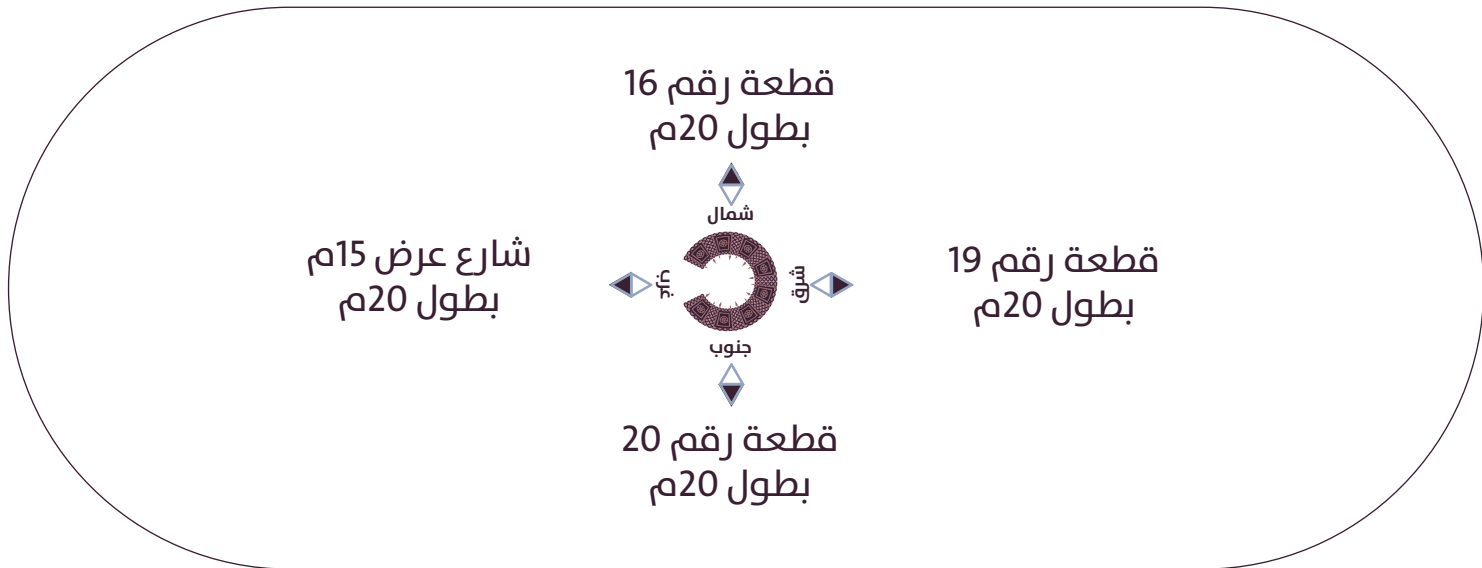 قطعة رقم 16
بطول 20م
شمال
قطعة رقم 19
بطول 20م
شرق
غرب
شارع عرض 15م
بطول 20م
جنوب
قطعة رقم 20
بطول 20م